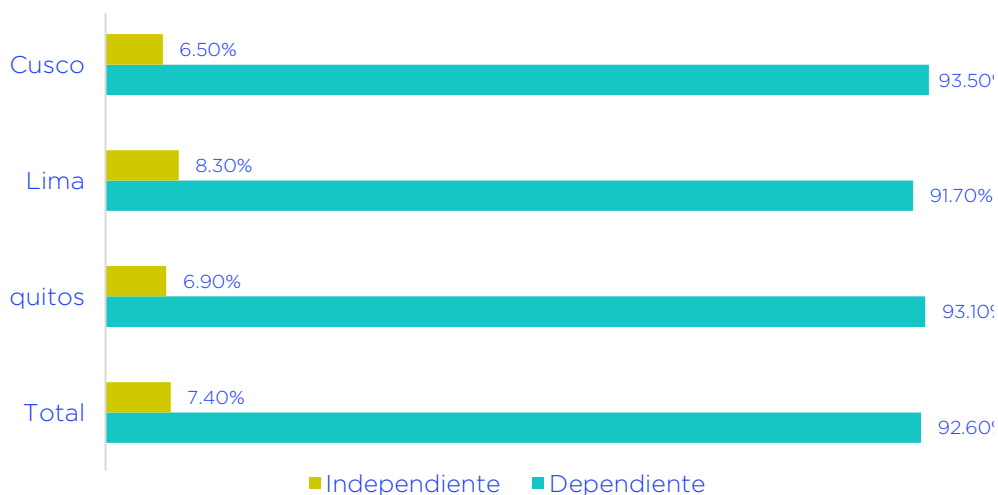 6.50%
Cusco
93.50%
8.30%
Lima
91.70%
6.90%
quitos
93.10%
7.40%
Total
92.60%
Independiente Dependiente